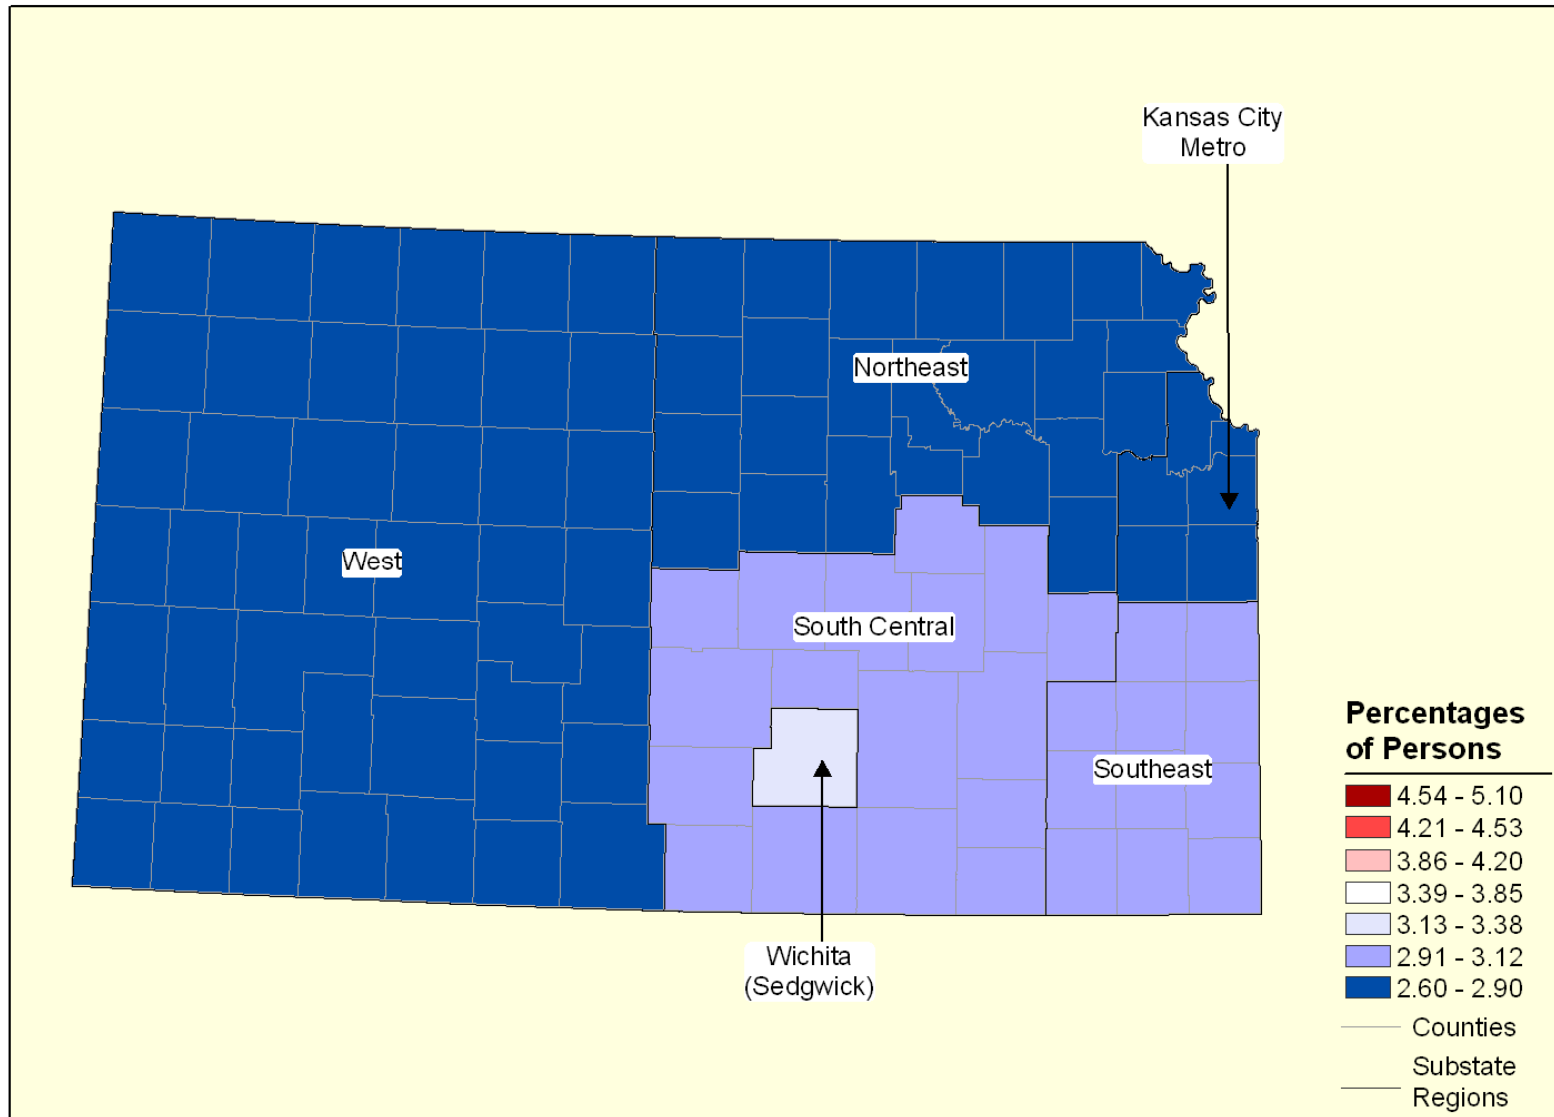 Kansas City
Metro
Northeast
West
South Central
Southeast
Wichita
(Sedgwick)
Percentages
of Persons
4.54 - 5.10
4.21 - 4.53
3.86 - 4.20
3.39 - 3.85
3.13 - 3.38
2.91 - 3.12
2.60 - 2.90
Counties
Substate
Regions